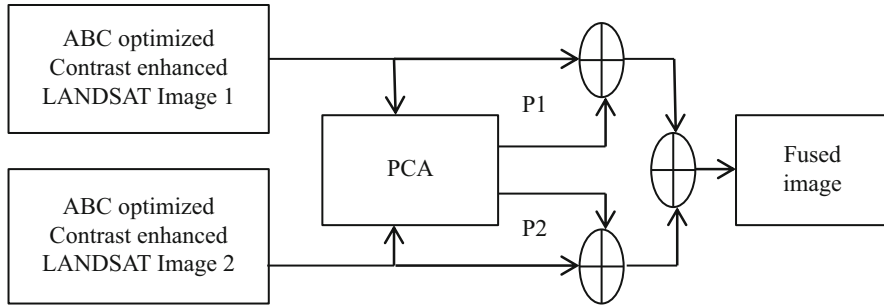 ABC optimized
Contrast enhanced
LANDSAT Image 1
P1
PCA
Fused
image
P2
ABC optimized
Contrast enhanced
LANDSAT Image 2